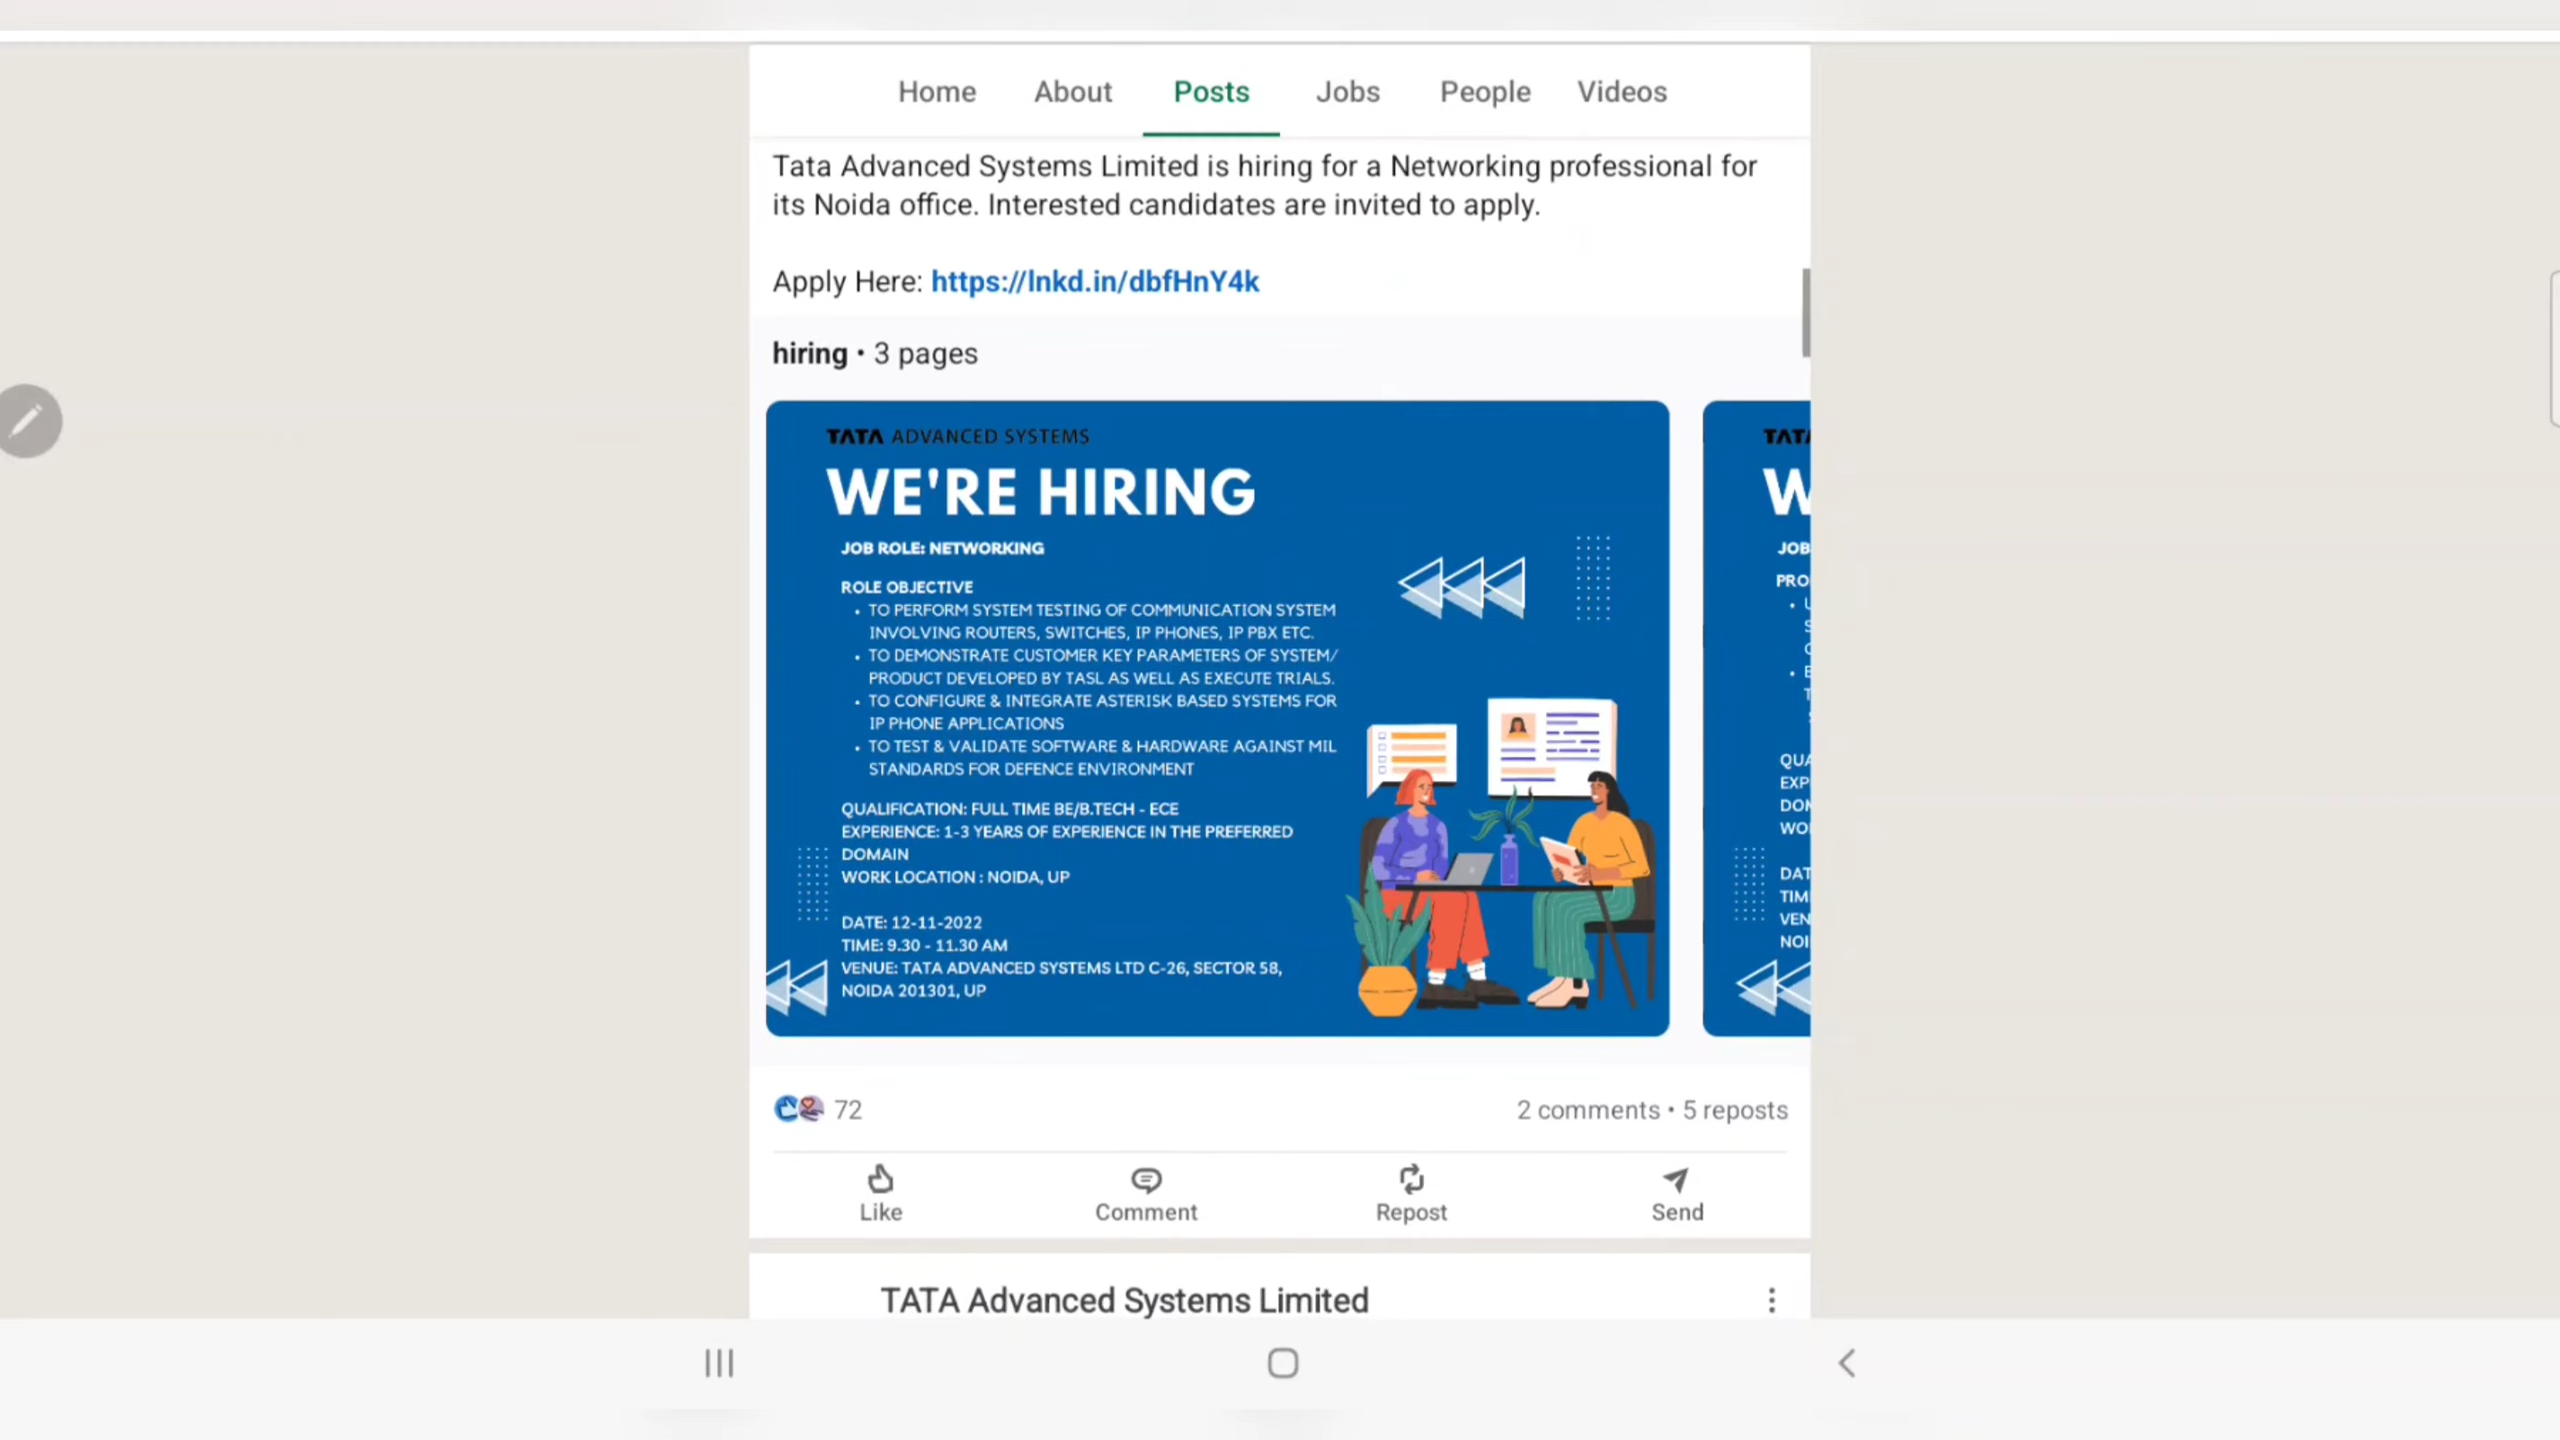 Home About Posts Jobs People Videos
Tata Advanced Systems Limited is hiring for a Networking professional for
its Noida office. Interested candidates are invited to apply.
Apply Here: https://lnkd.in/dbfHnY4k
hiring • 3 pages
TATA ADVANCED SYSTEMS
WE'RE HIRING
JOB ROLE: NETWORKING
ROLE OBJECTIVE
• TO PERFORM SYSTEM TESTING OF COMMUNICATION SYSTEM
INVOLVING ROUTERS, SWITCHES, IP PHONES, IP PBX ETC.
• TO DEMONSTRATE CUSTOMER KEY PARAMETERS OF SYSTEM/
PRODUCT DEVELOPED BY TASL AS WELL AS EXECUTE TRIALS.
• TO CONFIGURE & INTEGRATE ASTERISK BASED SYSTEMS FOR
IP PHONE APPLICATIONS
• TO TEST & VALIDATE SOFTWARE & HARDWARE AGAINST MIL
STANDARDS FOR DEFENCE ENVIRONMENT
QUALIFICATION: FULL TIME BE/B.TECH - ECE
EXPERIENCE: 1-3 YEARS OF EXPERIENCE IN THE PREFERRED
DOMAIN
WORK LOCATION : NOIDA, UP
DATE: 12-11-2022
TIME: 9.30 - 11.30 AM
VENUE: TATA ADVANCED SYSTEMS LTD C-26, SECTOR 58,
NOIDA 201301, UP
72
2 comments • 5 reposts
Like Comment Repost Send
TATA Advanced Systems Limited